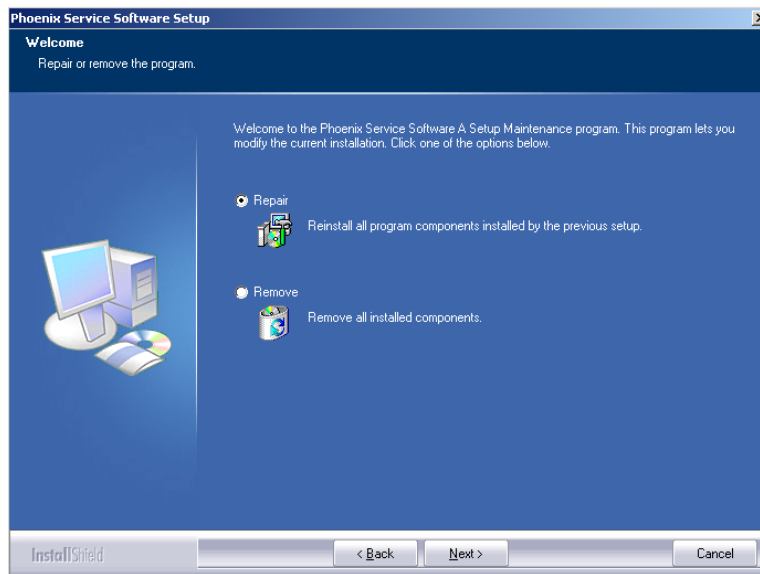 Phoenix Service Software Setup
Welcome
Repair or remove the program.
Welcome to the Phoenix Service Software A Setup Maintenance program. This program lets you
modify the current installation. Click one of the options below.
Repair
Reinstall all program components installed by the previous setup.
Remove
Remove all installed components.
InstallShield
< Back
Next >
Cancel